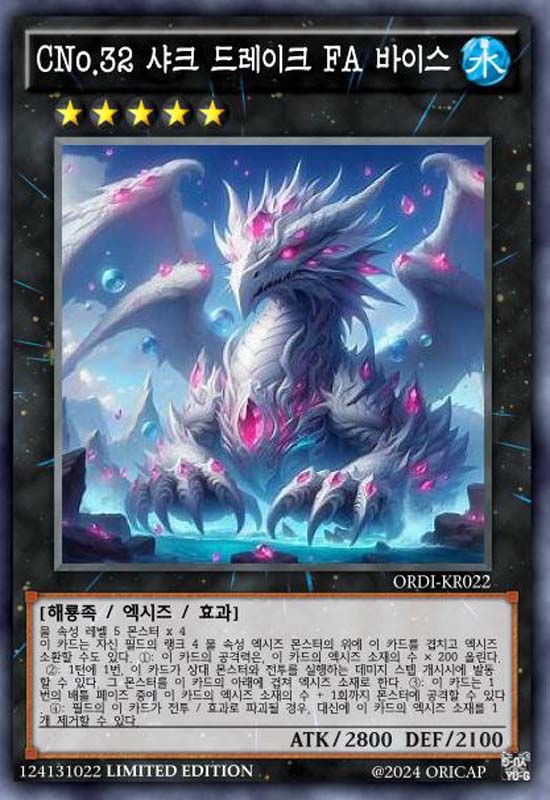 CNo.32 샤크 드레이크 FA 바이스
水
ORDI-KR022
[해룡족 / 엑시즈 / 효과]
물 속성 레벨 5 몬스터 x 4
이 카드는 자신 필드의 랭크 4 물 속성 엑시즈 몬스터의 위에 이 카드를 겹치고 엑시즈
소환할 수도 있다. ①: 이 카드의 공격력은, 이 카드의 엑시즈 소재의 수 × 200 올린다.
②: 1턴에 1번, 이 카드가 상대 몬스터와 전투를 실행하는 데미지 스텝 개시시에 발동
할 수 있다. 그 몬스터를 이 카드의 아래에 겹쳐 엑시즈 소재로 한다. ③: 이 카드는 1
번의 배틀 페이즈 중에 이 카드의 엑시즈 소재의 수 + 1회까지 몬스터에 공격할 수 있다
. ④: 필드의 이 카드가 전투 / 효과로 파괴될 경우, 대신에 이 카드의 엑시즈 소재를 1
개 제거할 수 있다.
ATK/2800 DEF/2100
124131022 LIMITED EDITION
@2024 ORICAP